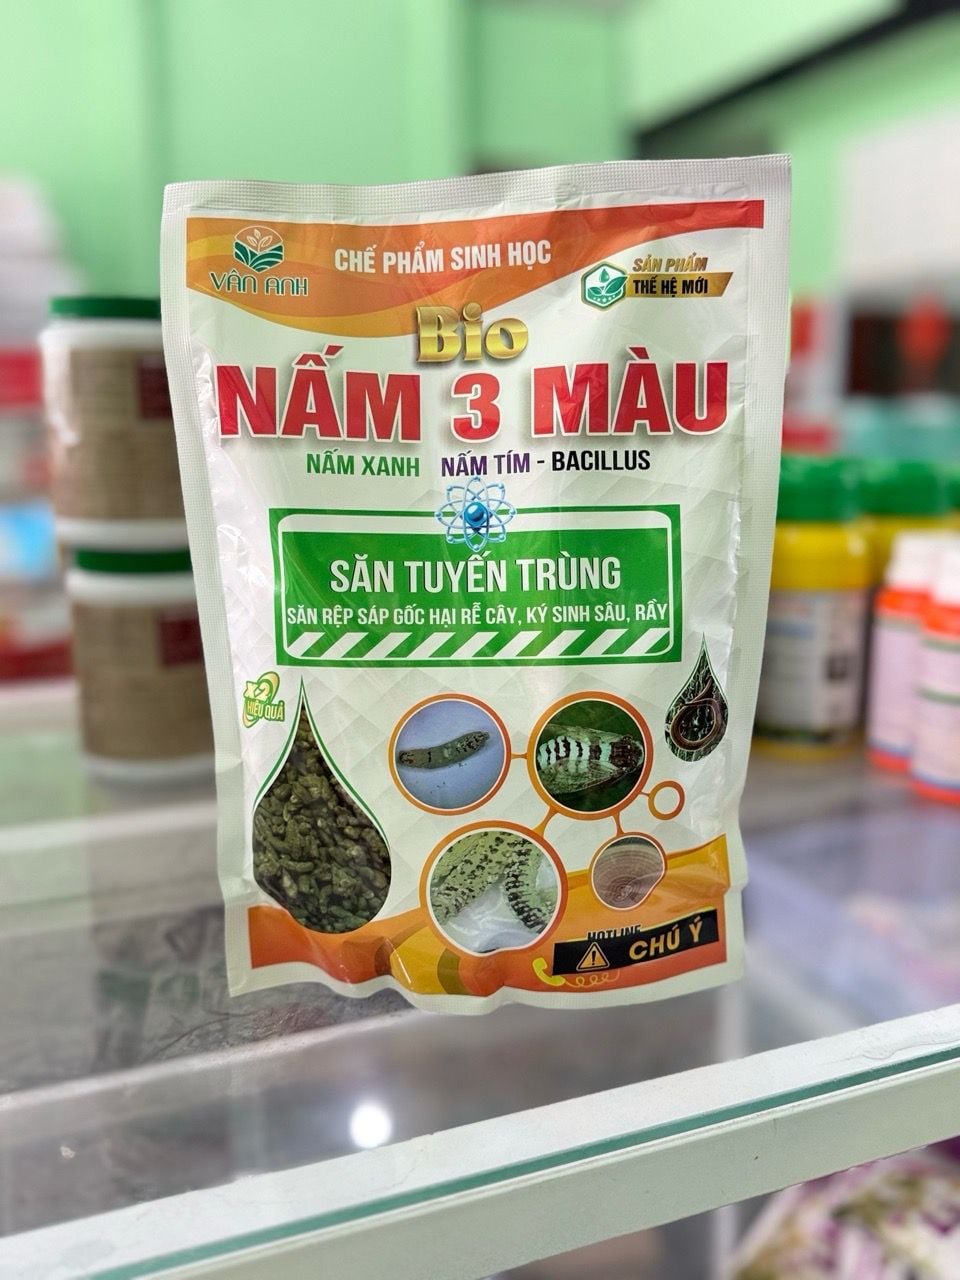 VÂN ANH
CHẾ PHẨM SINH HỌC
SẢN PHẨM
THẾ HỆ MỚI
Bio
NẤM 3 MÀU
NẤM XANH NẤM TÍM - BACILLUS
SĂN TUYẾN TRÙNG
SĂN RỆP SÁP GỐC HẠI RỄ CÂY, KÝ SINH SÂU, RẦY
X2
HIỆU QUẢ
HOTLINE
CHÚ Ý